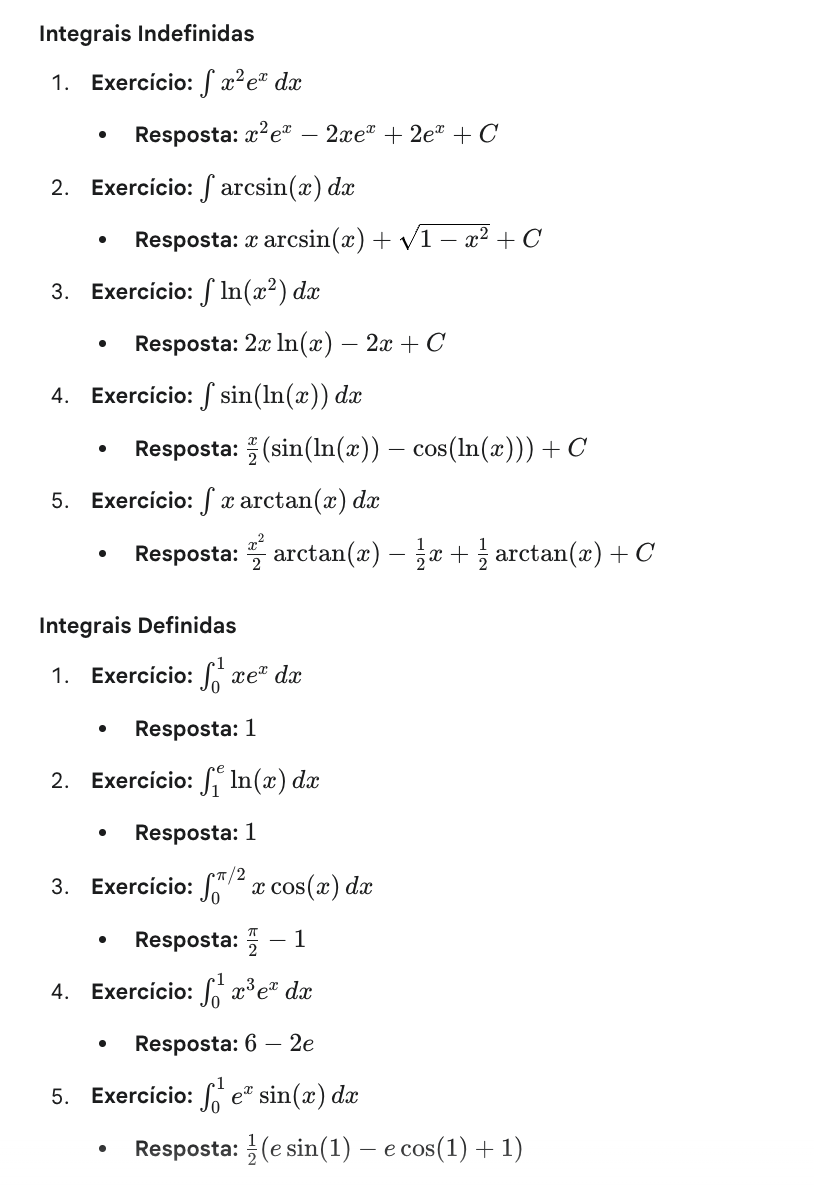 Integrais Indefinidas
1. Exercício: ∫ x²eˣ dx
• Resposta: x²eˣ − 2xeˣ + 2eˣ + C
2. Exercício: ∫ arcsin(x) dx
• Resposta: x arcsin(x) + √(1 − x²) + C
3. Exercício: ∫ ln(x²) dx
• Resposta: 2x ln(x) − 2x + C
4. Exercício: ∫ sin(ln(x)) dx
• Resposta: x/2 (sin(ln(x)) − cos(ln(x))) + C
5. Exercício: ∫ x arctan(x) dx
• Resposta: x²/2 arctan(x) − 1/2 x + 1/2 arctan(x) + C
Integrais Definidas
1. Exercício: ∫₀¹ xeˣ dx
• Resposta: 1
2. Exercício: ∫₁ᵉ ln(x) dx
• Resposta: 1
3. Exercício: ∫₀^(π/2) x cos(x) dx
• Resposta: π/2 − 1
4. Exercício: ∫₀¹ x³eˣ dx
• Resposta: 6 − 2e
5. Exercício: ∫₀¹ eˣ sin(x) dx
• Resposta: 1/2 (e sin(1) − e cos(1) + 1)